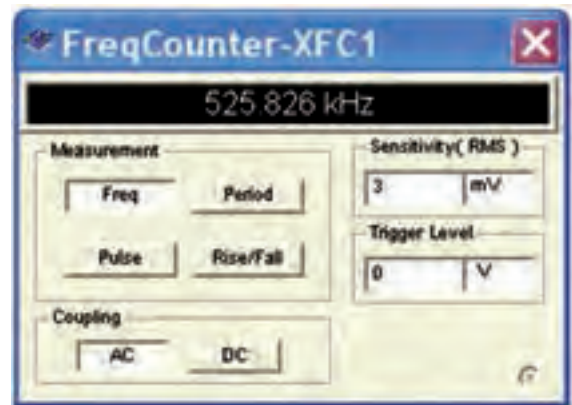 FreqCounter-XFC1
525.826 kHz
Measurement
Freq Period
Pulse Rise/Fall
Coupling
AC DC
Sensitivity( RMS )
3 mV
Trigger Level
0 V